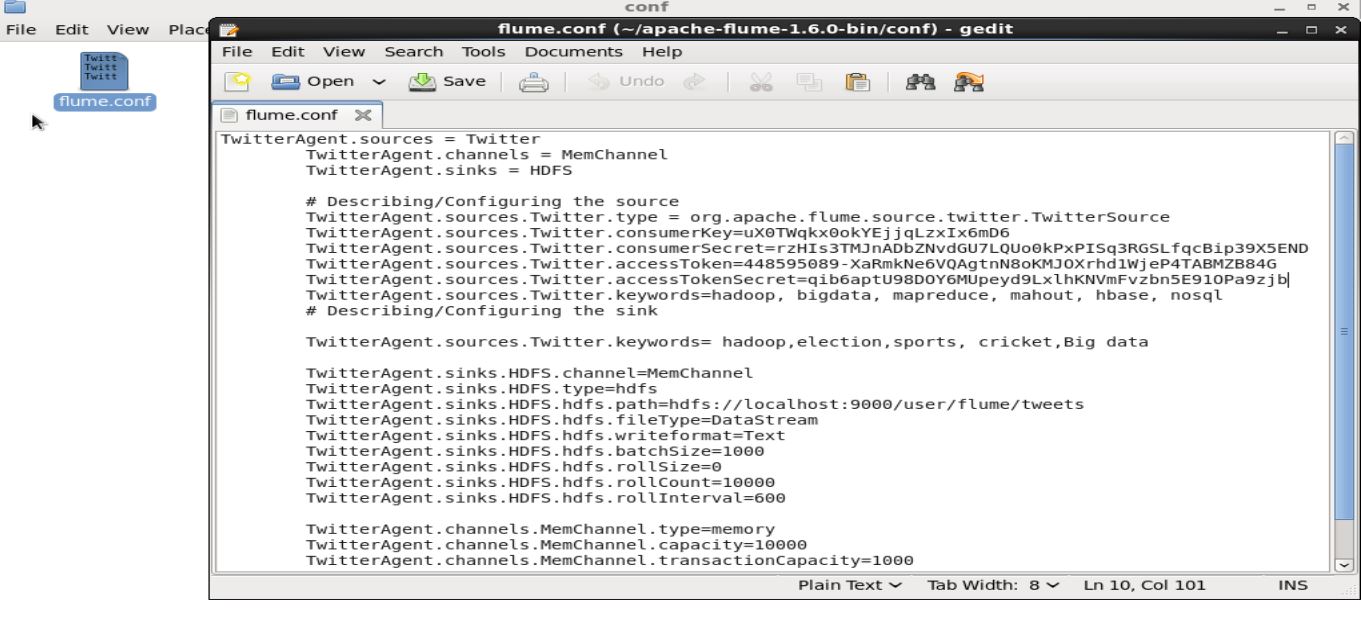 conf
File Edit View Plac
Twitt
Twitt
Twitt
flume.conf
flume.conf (~/apache-flume-1.6.0-bin/conf) - gedit
File Edit View Search Tools Documents Help
Open Save Undo
flume.conf
TwitterAgent.sources = Twitter
TwitterAgent.channels = MemChannel
TwitterAgent.sinks = HDFS
# Describing/Configuring the source
TwitterAgent.sources.Twitter.type = org.apache.flume.source.twitter.TwitterSource
TwitterAgent.sources.Twitter.consumerKey=uX0TWqkx0okYEjjqLzxIx6mD6
TwitterAgent.sources.Twitter.consumerSecret=rzHIs3TMJnADbZNvdGU7LQUo0kPxPISq3RGSLfqcBip39X5END
TwitterAgent.sources.Twitter.accessToken=448595089-XaRmkNe6VQAgtnN8oKMJOXrhd1WjeP4TABMZB84G
TwitterAgent.sources.Twitter.accessTokenSecret=qib6aptU98DOY6MUpeyd9LxlhKNVmFvzbn5E91OPa9zjb
TwitterAgent.sources.Twitter.keywords=hadoop, bigdata, mapreduce, mahout, hbase, nosql
# Describing/Configuring the sink
TwitterAgent.sources.Twitter.keywords= hadoop,election,sports, cricket,Big data
TwitterAgent.sinks.HDFS.channel=MemChannel
TwitterAgent.sinks.HDFS.type=hdfs
TwitterAgent.sinks.HDFS.hdfs.path=hdfs://localhost:9000/user/flume/tweets
TwitterAgent.sinks.HDFS.hdfs.fileType=DataStream
TwitterAgent.sinks.HDFS.hdfs.writeformat=Text
TwitterAgent.sinks.HDFS.hdfs.batchSize=1000
TwitterAgent.sinks.HDFS.hdfs.rollSize=0
TwitterAgent.sinks.HDFS.hdfs.rollCount=10000
TwitterAgent.sinks.HDFS.hdfs.rollInterval=600
TwitterAgent.channels.MemChannel.type=memory
TwitterAgent.channels.MemChannel.capacity=10000
TwitterAgent.channels.MemChannel.transactionCapacity=1000
Plain Text Tab Width: 8 Ln 10, Col 101 INS